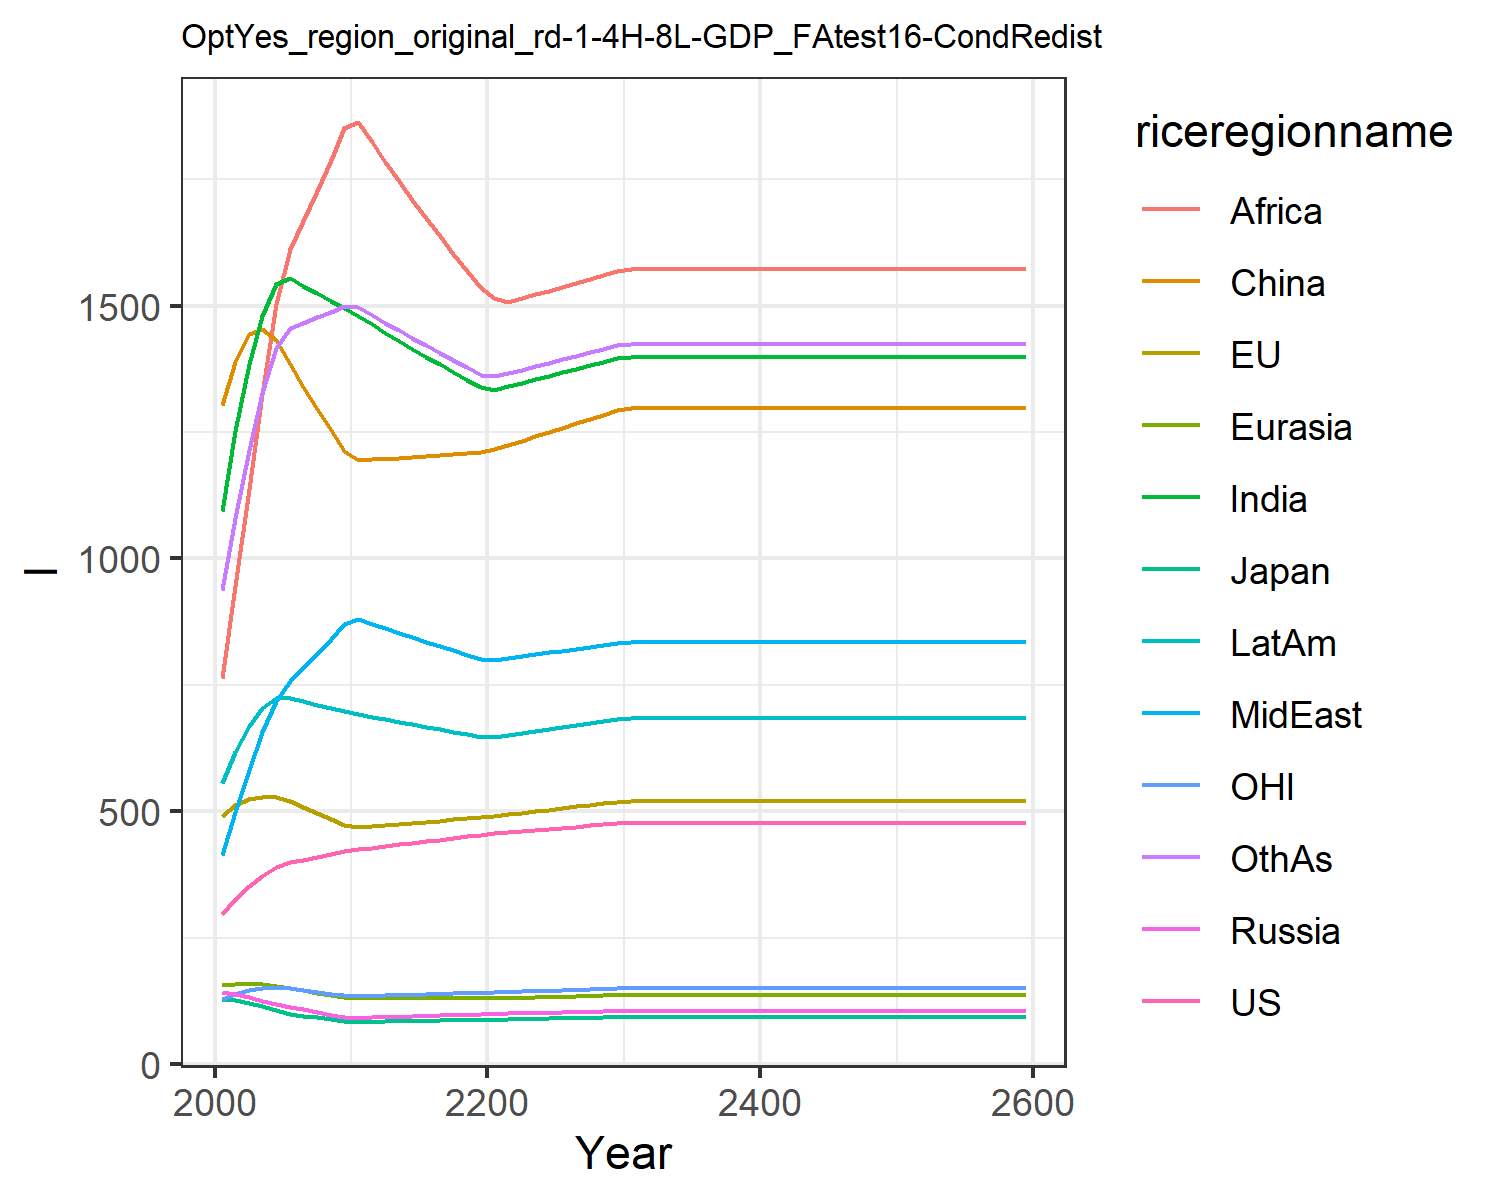 OptYes_region_original_rd-1-4H-8L-GDP_FAtest16-CondRedist
riceregionname
Africa
China
EU
Eurasia
India
Japan
LatAm
MidEast
OHI
OthAs
Russia
US
1500
1000
500
0
l
2000 2200 2400 2600
Year